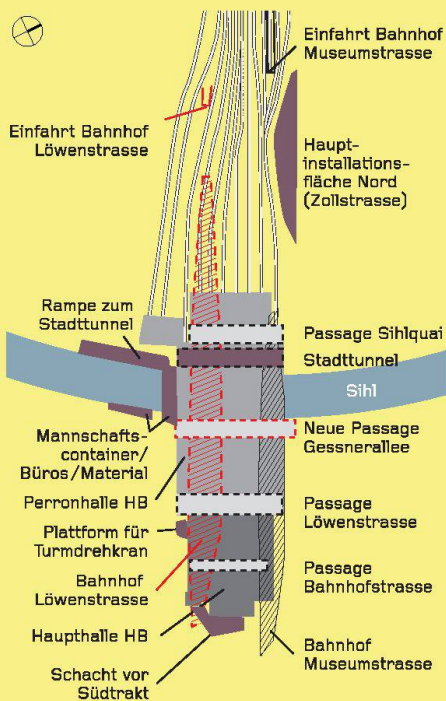 Einfahrt Bahnhof
Museumstrasse
Einfahrt Bahnhof
Löwenstrasse
Haupt-
installations-
fläche Nord
(Zollstrasse)
Rampe zum
Stadttunnel
Passage Sihlquai
Stadttunnel
Sihl
Mannschafts-
container/
Büros/Material
Neue Passage
Gessnerallee
Perronhalle HB
Passage
Löwenstrasse
Plattform für
Turmdrehkran
Bahnhof
Löwenstrasse
Passage
Bahnhofstrasse
Haupthalle HB
Schacht vor
Südtrakt
Bahnhof
Museumstrasse